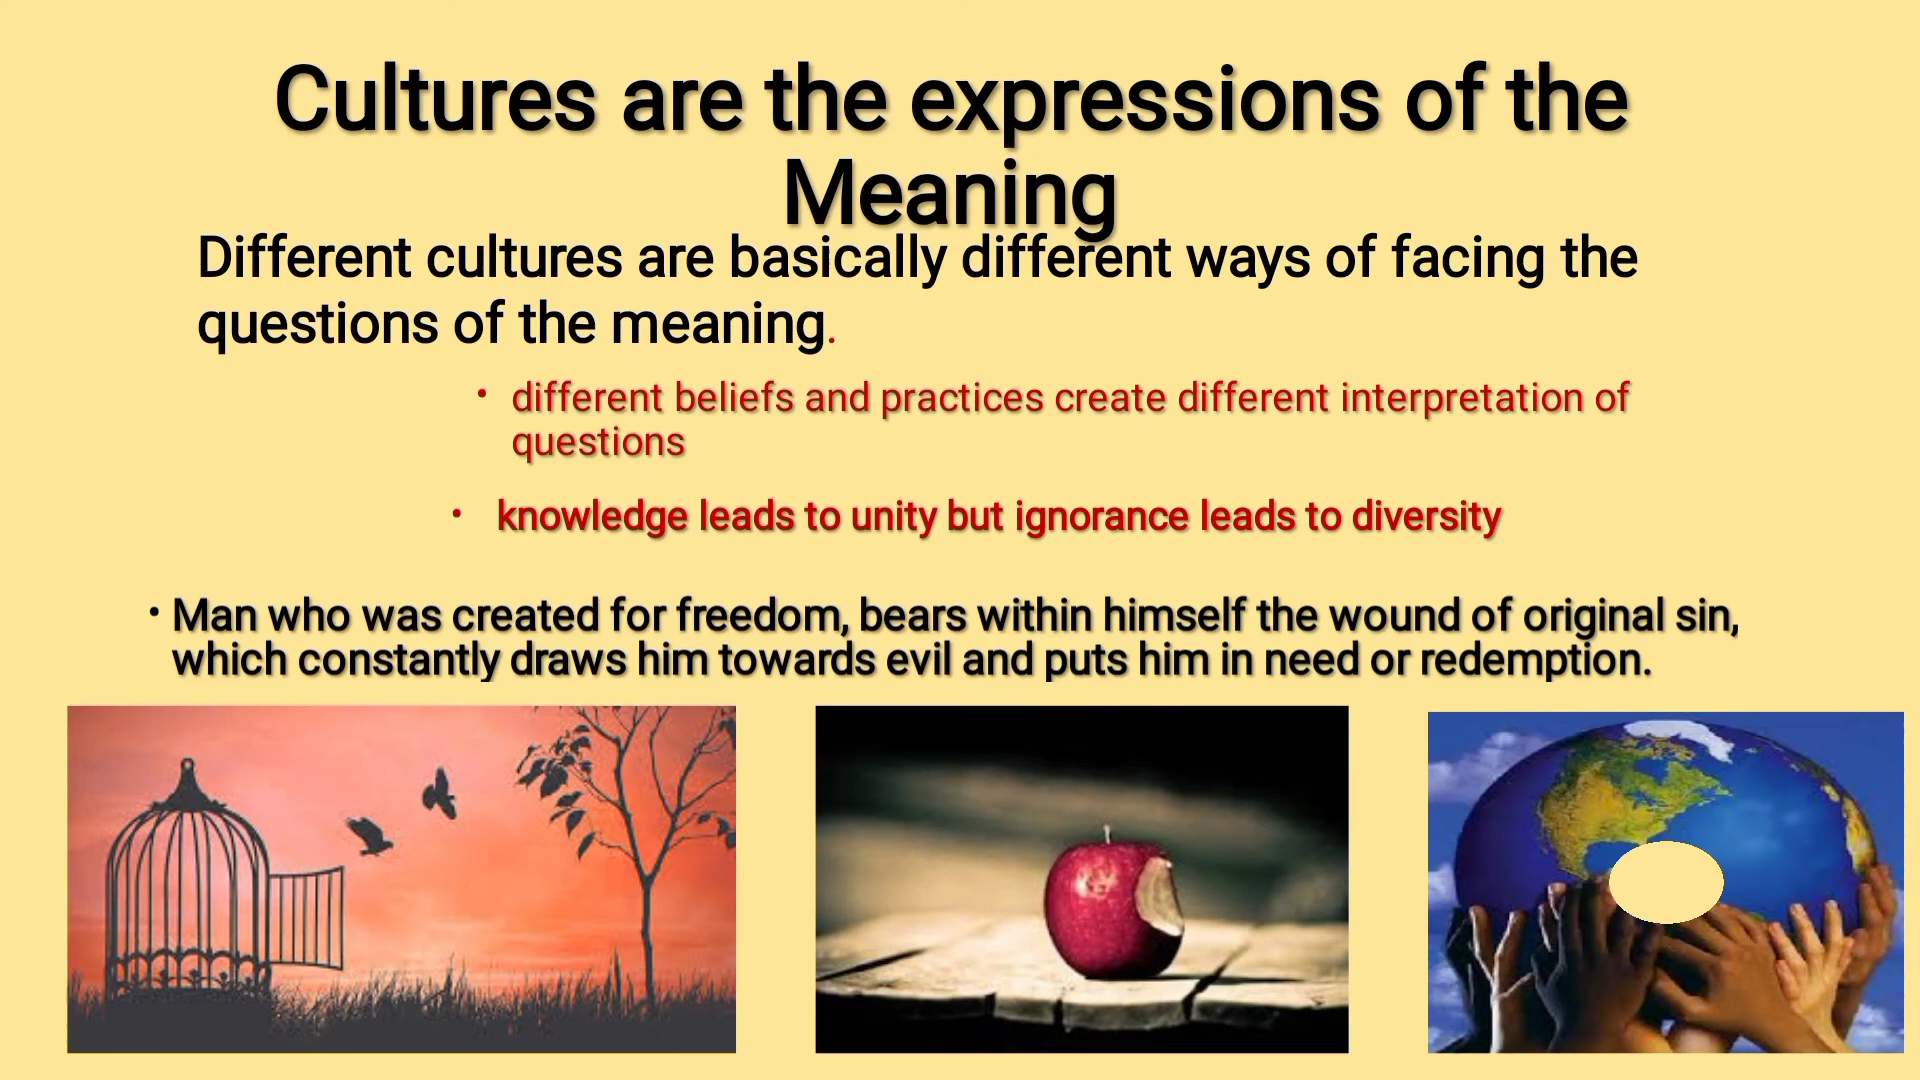 Cultures are the expressions of the
Meaning
Different cultures are basically different ways of facing the
questions of the meaning.
• different beliefs and practices create different interpretation of
questions
• knowledge leads to unity but ignorance leads to diversity
• Man who was created for freedom, bears within himself the wound of original sin,
which constantly draws him towards evil and puts him in need or redemption.